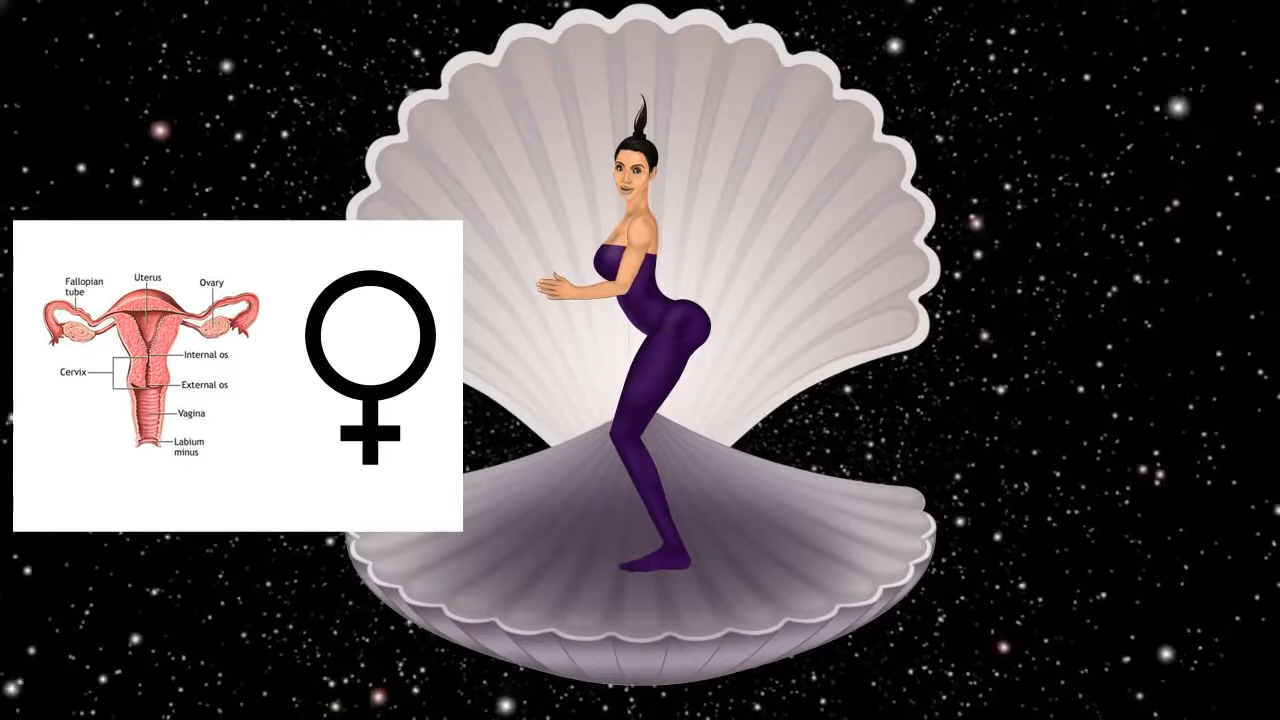 Fallopian
tube
Uterus
Ovary
Internal os
Cervix
External os
Vagina
Labium
minus